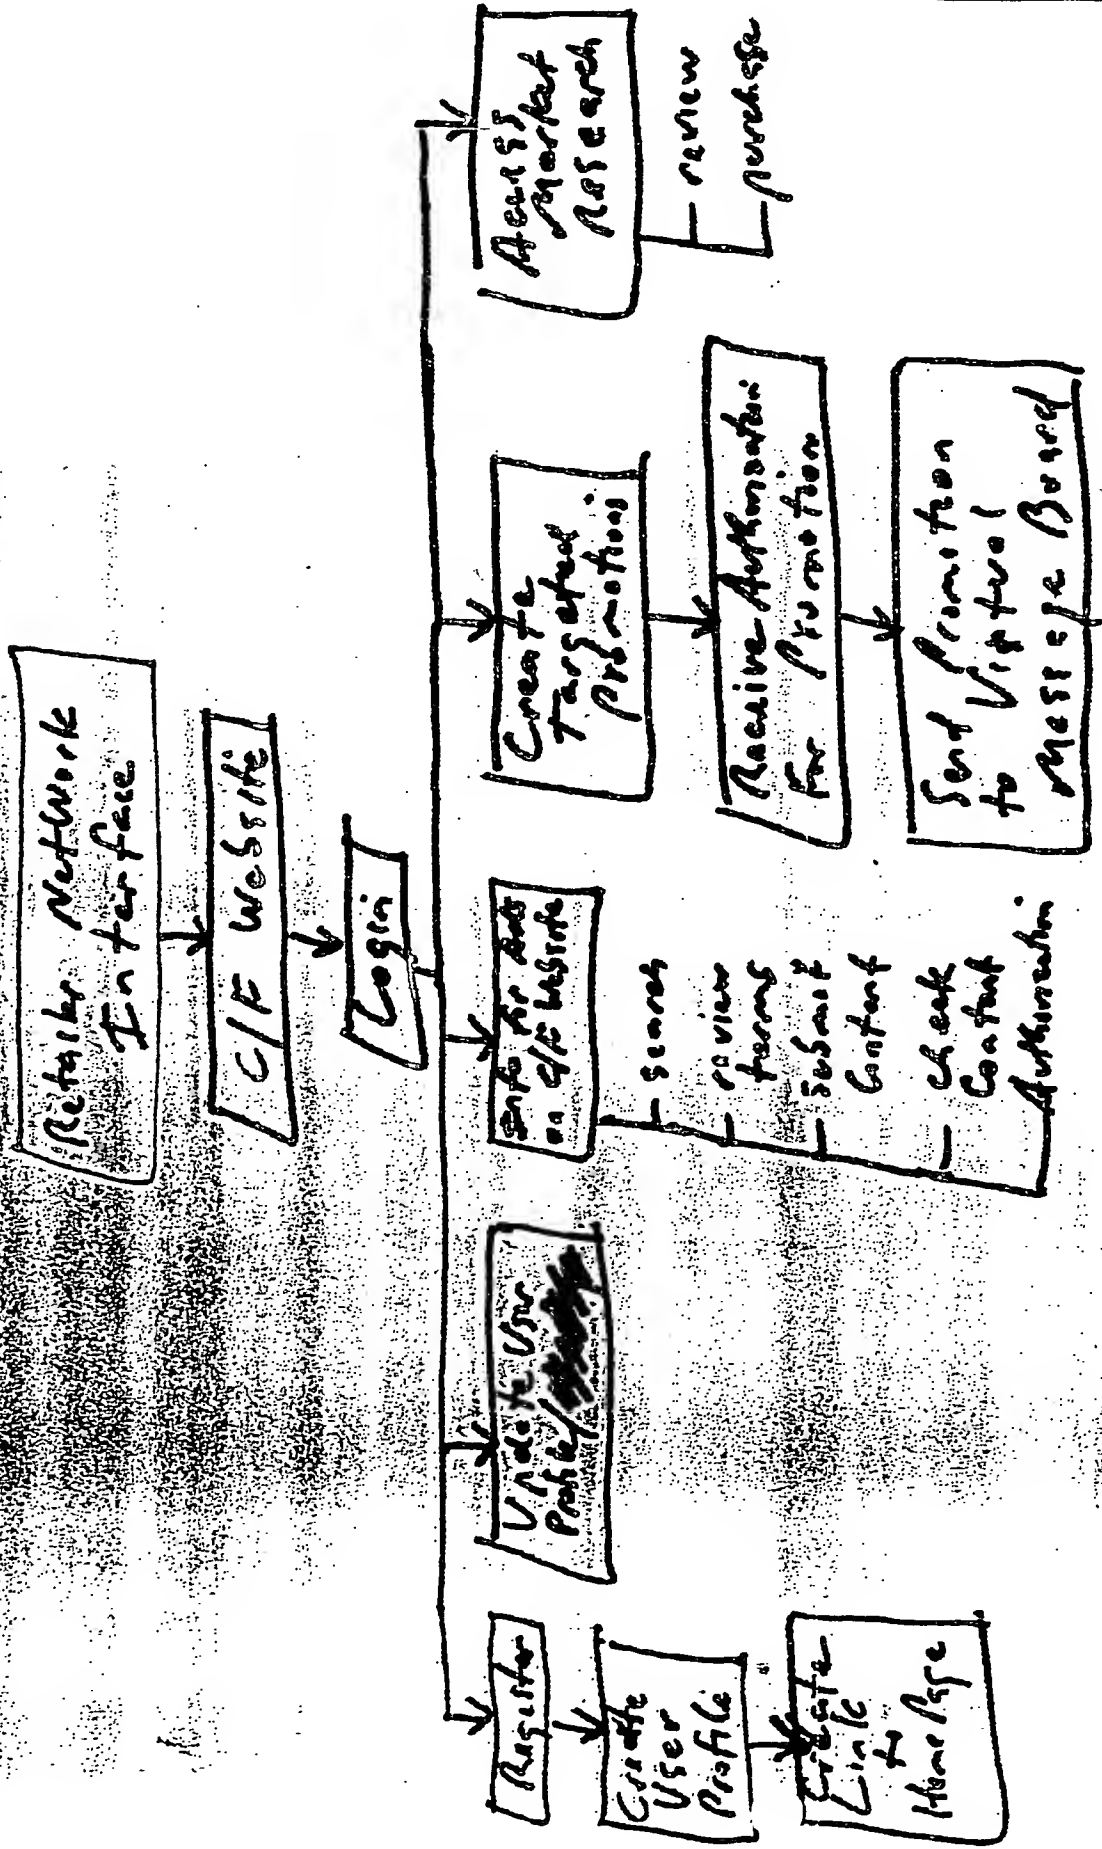 Retailer Network
Interface
C/F Website
Login
Register
Create
User
Profile
Create
Link
to
Home Page
Update User
Profile/
Info for Ads
on C/F Website
search
review
terms
submit
Content
check
Content
Authorization
Create
Targeted
Promotions
Receive Authorization
For Promotion
Send Promotion
to Virtual
Message Board
Access
Market
Research
review
purchase